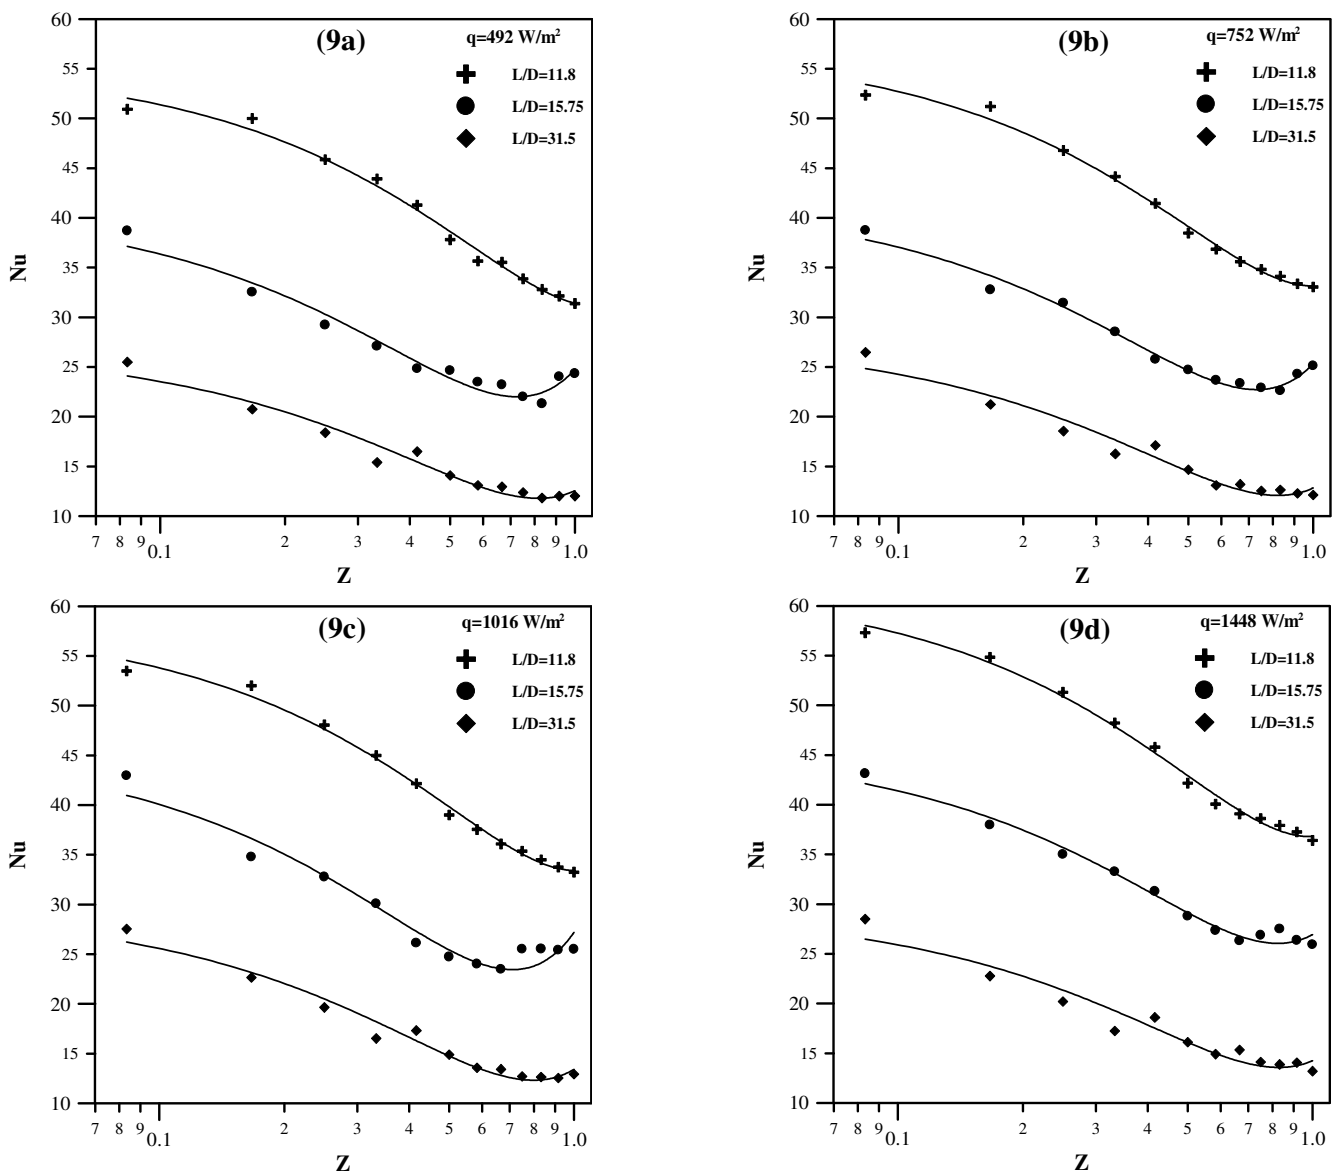 (9a)
q=492 W/m²
L/D=11.8
L/D=15.75
L/D=31.5
60
55
50
45
40
35
30
25
20
15
10
Nu
7 8 9 0.1 2 3 4 5 6 7 8 9 1.0
Z
(9b)
q=752 W/m²
L/D=11.8
L/D=15.75
L/D=31.5
60
55
50
45
40
35
30
25
20
15
10
Nu
7 8 9 0.1 2 3 4 5 6 7 8 9 1.0
Z
(9c)
q=1016 W/m²
L/D=11.8
L/D=15.75
L/D=31.5
60
55
50
45
40
35
30
25
20
15
10
Nu
7 8 9 0.1 2 3 4 5 6 7 8 9 1.0
Z
(9d)
q=1448 W/m²
L/D=11.8
L/D=15.75
L/D=31.5
60
55
50
45
40
35
30
25
20
15
10
Nu
7 8 9 0.1 2 3 4 5 6 7 8 9 1.0
Z